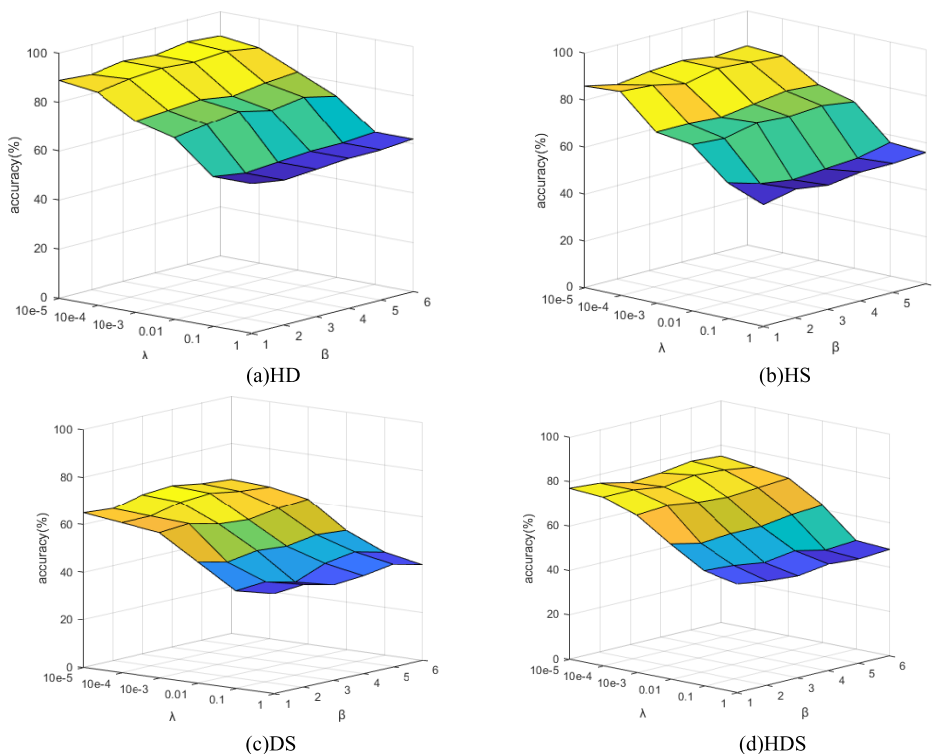 100
80
60
40
20
0
accuracy(%)
10e-5
10e-4
10e-3
0.01
0.1
1
λ
1
2
3
4
5
6
β
(a)HD
100
80
60
40
20
0
accuracy(%)
10e-5
10e-4
10e-3
0.01
0.1
1
λ
1
2
3
4
5
β
(b)HS
100
80
60
40
20
0
accuracy(%)
10e-5
10e-4
10e-3
0.01
0.1
1
λ
1
2
3
4
5
6
β
(c)DS
100
80
60
40
20
0
accuracy(%)
10e-5
10e-4
10e-3
0.01
0.1
1
λ
1
2
3
4
5
6
β
(d)HDS